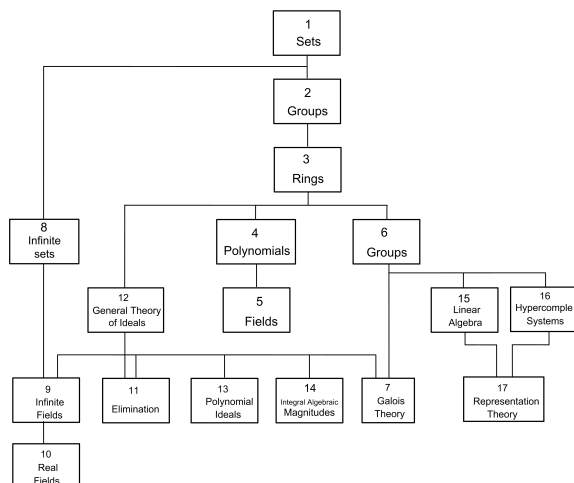 1
Sets
2
Groups
3
Rings
8
Infinite
sets
4
Polynomials
6
Groups
12
General Theory
of Ideals
5
Fields
15
Linear
Algebra
16
Hypercomple
Systems
9
Infinite
Fields
11
Elimination
13
Polynomial
Ideals
14
Integral Algebraic
Magnitudes
7
Galois
Theory
17
Representation
Theory
10
Real
Fields